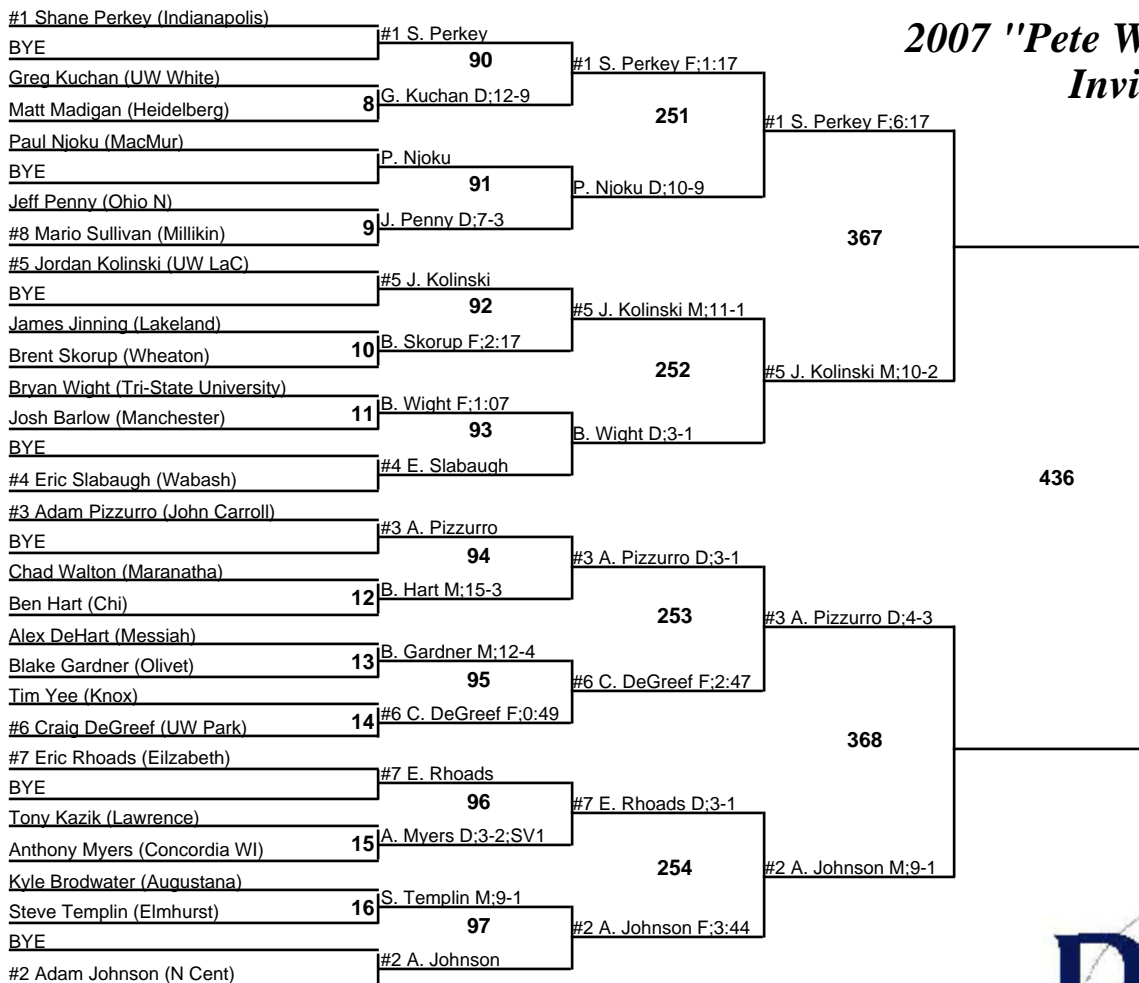 #1 Shane Perkey (Indianapolis)
BYE
Greg Kuchan (UW White)
Matt Madigan (Heidelberg)
Paul Njoku (MacMur)
BYE
Jeff Penny (Ohio N)
#8 Mario Sullivan (Millikin)
#5 Jordan Kolinski (UW LaC)
BYE
James Jinning (Lakeland)
Brent Skorup (Wheaton)
Bryan Wight (Tri-State University)
Josh Barlow (Manchester)
BYE
#4 Eric Slabaugh (Wabash)
#3 Adam Pizzurro (John Carroll)
BYE
Chad Walton (Maranatha)
Ben Hart (Chi)
Alex DeHart (Messiah)
Blake Gardner (Olivet)
Tim Yee (Knox)
#6 Craig DeGreef (UW Park)
#7 Eric Rhoads (Eilzabeth)
BYE
Tony Kazik (Lawrence)
Anthony Myers (Concordia WI)
Kyle Brodwater (Augustana)
Steve Templin (Elmhurst)
BYE
#2 Adam Johnson (N Cent)
8
9
10
11
12
13
14
15
16
#1 S. Perkey
90
G. Kuchan D;12-9
P. Njoku
91
J. Penny D;7-3
#5 J. Kolinski
92
B. Skorup F;2:17
B. Wight F;1:07
93
#4 E. Slabaugh
#3 A. Pizzurro
94
B. Hart M;15-3
B. Gardner M;12-4
95
#6 C. DeGreef F;0:49
#7 E. Rhoads
96
A. Myers D;3-2;SV1
S. Templin M;9-1
97
#2 A. Johnson
#1 S. Perkey F;1:17
251
P. Njoku D;10-9
#5 J. Kolinski M;11-1
252
B. Wight D;3-1
#3 A. Pizzurro D;3-1
253
#6 C. DeGreef F;2:47
#7 E. Rhoads D;3-1
254
#2 A. Johnson F;3:44
#1 S. Perkey F;6:17
367
#5 J. Kolinski M;10-2
#3 A. Pizzurro D;4-3
368
#2 A. Johnson M;9-1
436
2007 "Pete W
Invi
D